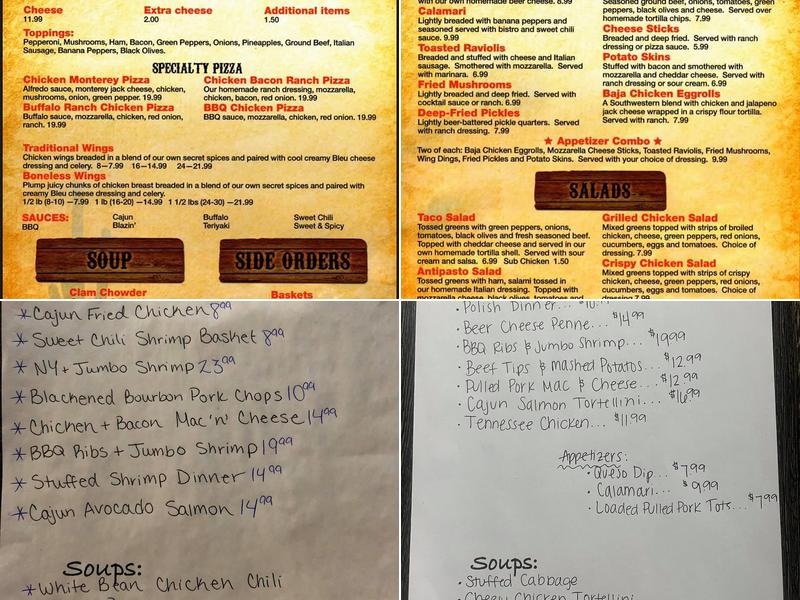 Cheese
11.99
Extra cheese
2.00
Additional items
1.50
Toppings:
Pepperoni, Mushrooms, Ham, Bacon, Green Peppers, Onions, Pineapples, Ground Beef, Italian
Sausage, Banana Peppers, Black Olives.
SPECIALTY PIZZA
Chicken Monterey Pizza
Alfredo sauce, monterey jack cheese, chicken,
mushrooms, onion, green pepper. 19.99
Buffalo Ranch Chicken Pizza
Buffalo sauce, mozzarella, chicken, red onion,
ranch. 19.99
Chicken Bacon Ranch Pizza
Our homemade ranch dressing, mozzarella,
chicken, bacon, red onion. 19.99
BBQ Chicken Pizza
BBQ sauce, mozzarella, chicken, red onion. 19.99
Traditional Wings
Chicken wings breaded in a blend of our own secret spices and paired with cool creamy Bleu cheese
dressing and celery. 8—7.99 16—14.99 24—21.99
Boneless Wings
Plump juicy chunks of chicken breast breaded in a blend of our own secret spices and paired with
creamy Bleu cheese dressing and celery.
1/2 lb (8-10) —7.99 1 lb (16-20) —14.99 1 1/2 lbs (24-30) —21.99
SAUCES:
BBQ
Cajun
Blazin'
Buffalo
Teriyaki
Sweet Chili
Sweet & Spicy
SOUP
SIDE ORDERS
Clam Chowder
Baskets
with our homemade beer cheese. 8.99
Calamari
Lightly breaded with banana peppers and
seasoned served with bistro and sweet chili
sauce. 9.99
Toasted Raviolis
Breaded and stuffed with cheese and Italian
sausage. Smothered with mozzarella. Served
with marinara. 6.99
Fried Mushrooms
Lightly breaded and deep fried. Served with
cocktail sauce or ranch. 6.99
Deep-Fried Pickles
Lightly beer-battered pickle quarters. Served
with ranch dressing. 7.99
Seasoned ground beef, onions, tomatoes, green
peppers, black olives and cheese. Served over
homemade tortilla chips. 7.99
Cheese Sticks
Breaded and deep fried. Served with ranch
dressing or pizza sauce. 5.99
Potato Skins
Stuffed with bacon and smothered with
mozzarella and cheddar cheese. Served with
ranch dressing or sour cream. 6.99
Baja Chicken Eggrolls
A Southwestern blend with chicken and jalapeno
jack cheese wrapped in a crispy flour tortilla.
Served with ranch. 7.99
★ Appetizer Combo ★
Two of each: Baja Chicken Eggrolls, Mozzarella Cheese Sticks, Toasted Raviolis, Fried Mushrooms,
Wing Dings, Fried Pickles and Potato Skins. Served with your choice of dressing. 9.99
SALADS
Taco Salad
Tossed greens with green peppers, onions,
tomatoes, black olives and fresh seasoned beef.
Topped with cheddar cheese and served in our
own homemade tortilla shell. Served with sour
cream and salsa. 6.99 Sub Chicken 1.50
Antipasto Salad
Tossed greens with ham, salami tossed in
our homemade Italian dressing. Topped with
mozzarella cheese, black olives, tomatoes and
Grilled Chicken Salad
Mixed greens topped with strips of broiled
chicken, cheese, green peppers, red onions,
cucumbers, eggs and tomatoes. Choice of
dressing. 7.99
Crispy Chicken Salad
Mixed greens topped with strips of crispy
chicken, cheese, green peppers, red onions,
cucumbers, eggs and tomatoes. Choice of
dressing 7.99
* Cajun Fried Chicken 8.99
* Sweet Chili Shrimp Basket 8.99
* NY + Jumbo Shrimp 23.99
* Blackened Bourbon Pork Chops 10.99
* Chicken + Bacon Mac 'n' Cheese 14.99
* BBQ Ribs + Jumbo Shrimp 19.99
* Stuffed Shrimp Dinner 14.99
* Cajun Avocado Salmon 14.99
Soups:
* White Bean Chicken Chili
· Polish Dinner...
· Beer Cheese Penne... $14.99
· BBQ Ribs & Jumbo Shrimp... $19.99
· Beef Tips & Mashed Potatos... $12.99
· Pulled Pork Mac & Cheese... $12.99
· Cajun Salmon Tortellini... $16.99
· Tennessee Chicken... $11.99
Appetizers:
· Queso Dip... $7.99
· Calamari... $9.99
· Loaded Pulled Pork Tots... $7.99
Soups:
· Stuffed Cabbage
· Cheesy Chicken Tortellini